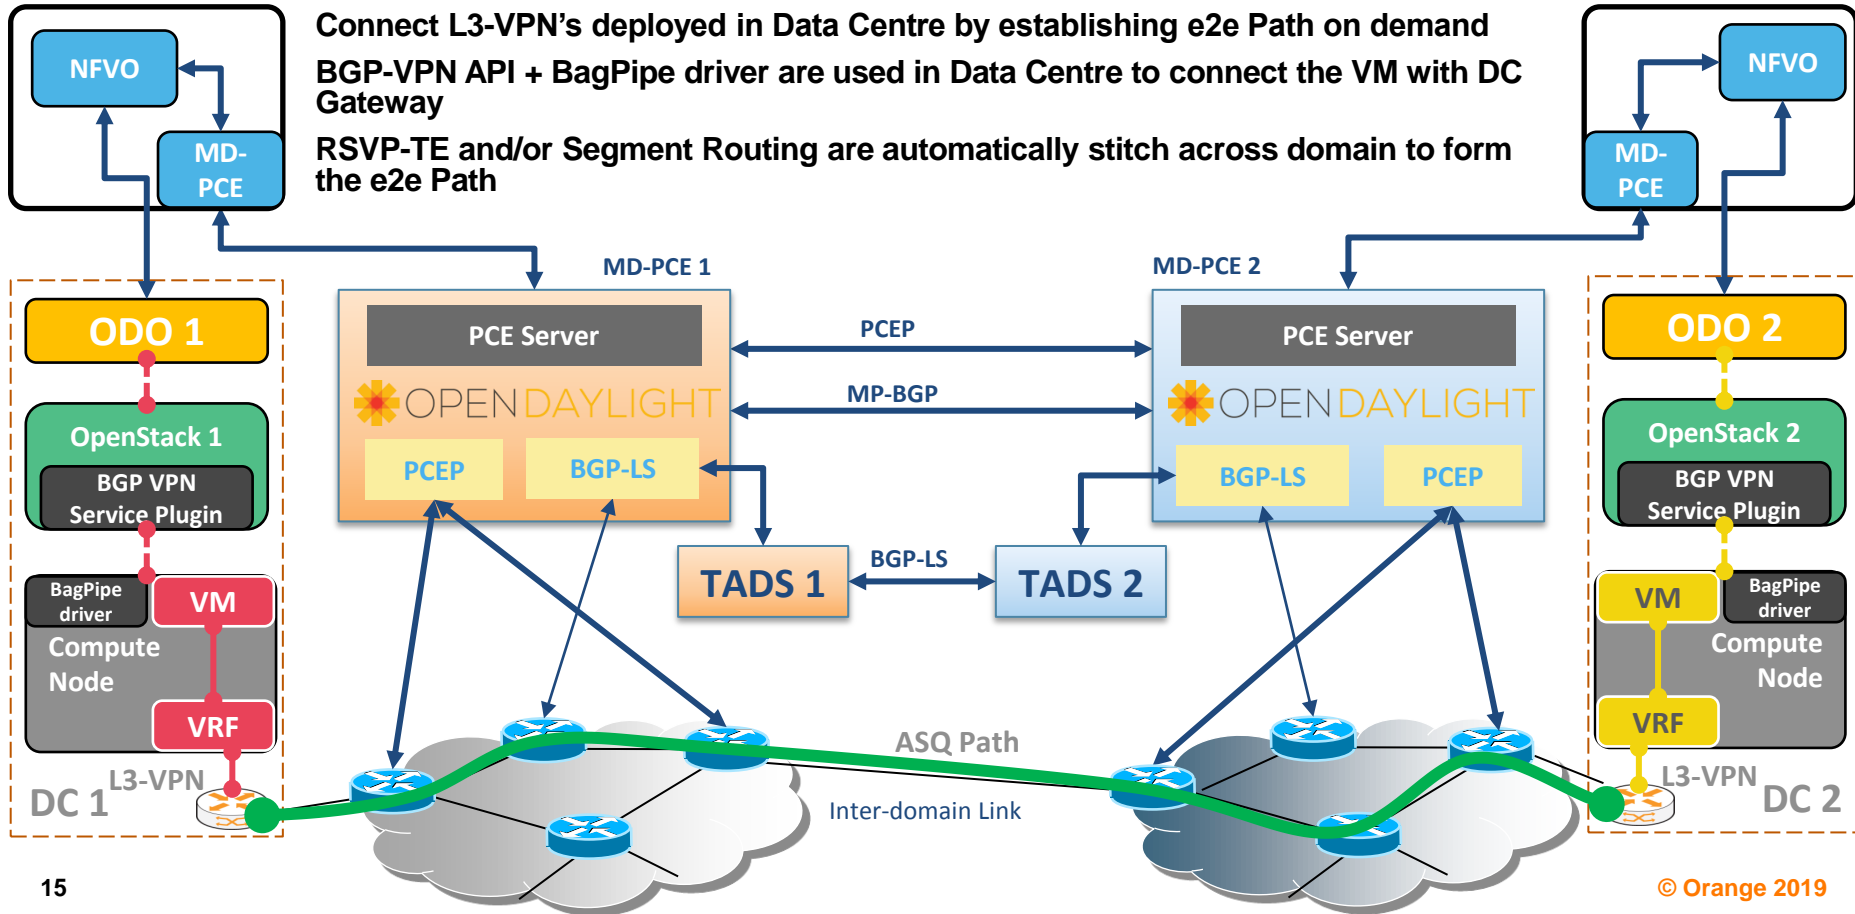 Connect L3-VPN’s deployed in Data Centre by establishing e2e Path on demand
BGP-VPN API + BagPipe driver are used in Data Centre to connect the VM with DC
Gateway
RSVP-TE and/or Segment Routing are automatically stitch across domain to form
the e2e Path
NFVO
MD-
PCE
NFVO
MD-
PCE
MD-PCE 1
MD-PCE 2
ODO 1
PCE Server
PCEP
PCE Server
ODO 2
OPENDAYLIGHT
MP-BGP
OPENDAYLIGHT
OpenStack 1
BGP VPN
Service Plugin
PCEP
BGP-LS
BGP-LS
PCEP
OpenStack 2
BGP VPN
Service Plugin
TADS 1
BGP-LS
TADS 2
BagPipe
driver
VM
Compute
Node
VRF
VM
BagPipe
driver
Compute
Node
VRF
ASQ Path
Inter-domain Link
L3-VPN
DC 1
L3-VPN
DC 2
15
© Orange 2019